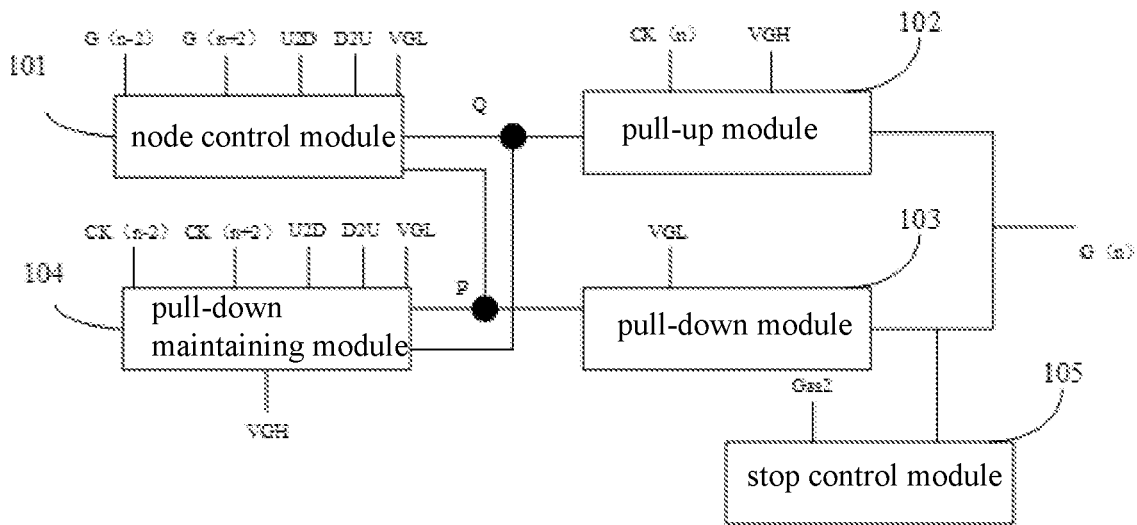 G (n-2) G (n+2) U2D D2U VGL
101
node control module
Q
CK (n) VGH
102
pull-up module
CK (n-2) CK (n+2) U2D D2U VGL
104
pull-down
maintaining module
VGH
P
VGL
103
pull-down module
G (n)
Gas2
105
stop control module